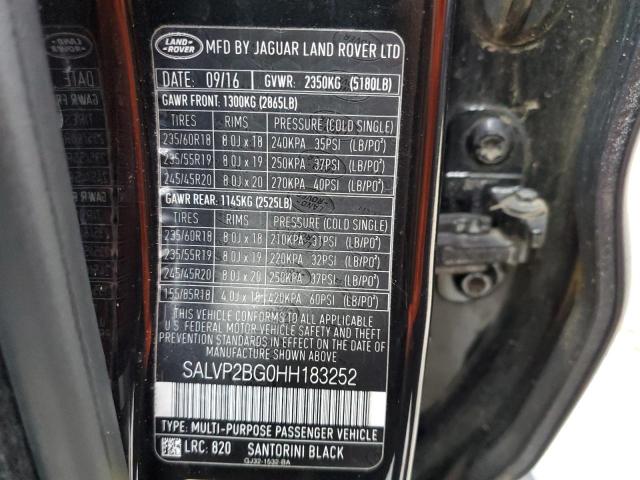 LAND ROVER MFD BY JAGUAR LAND ROVER LTD
DATE: 09/16 GVWR: 2350KG (5180LB)
GAWR FRONT: 1300KG (2865LB)
TIRES RIMS PRESSURE (COLD SINGLE)
235/60R18 8.0J x 18 240KPA 35PSI (LB/PO²)
235/55R19 8.0J x 19 250KPA 37PSI (LB/PO²)
245/45R20 8.0J x 20 270KPA 40PSI (LB/PO²)
GAWR REAR: 1145KG (2525LB)
TIRES RIMS PRESSURE (COLD SINGLE)
235/60R18 8.0J x 18 210KPA 31PSI (LB/PO²)
235/55R19 8.0J x 19 220KPA 32PSI (LB/PO²)
245/45R20 8.0J x 20 250KPA 37PSI (LB/PO²)
155/85R18 4.0J x 18 420KPA 60PSI (LB/PO²)
THIS VEHICLE CONFORMS TO ALL APPLICABLE
U.S. FEDERAL MOTOR VEHICLE SAFETY AND THEFT
PREVENTION STANDARDS IN EFFECT ON THE DATE
OF MANUFACTURE SHOWN ABOVE.
SALVP2BG0HH183252
TYPE: MULTI-PURPOSE PASSENGER VEHICLE
LRC: 820 SANTORINI BLACK
GJ32-1532-BA